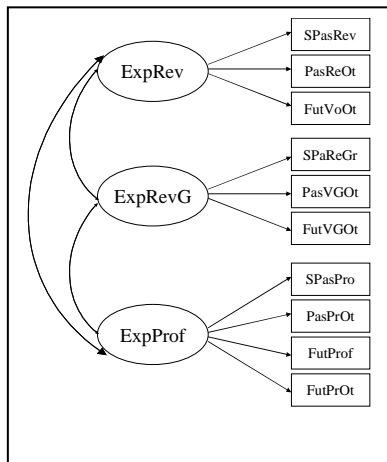 SPasRev
ExpRev
PasReOt
FutVoOt
SPaReGr
ExpRevG
PasVGOt
FutVGOt
SPasPro
PasPrOt
ExpProf
FutProf
FutPrOt